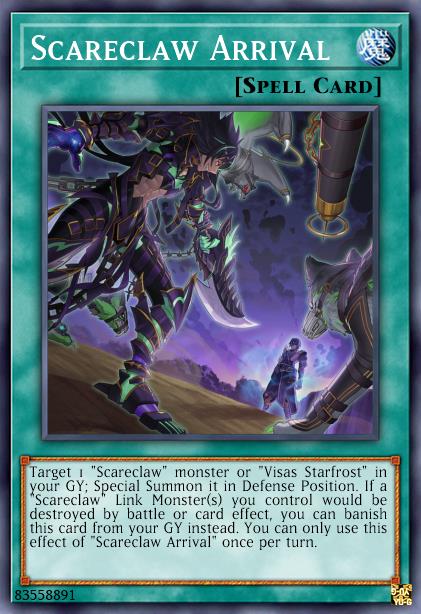 Scareclaw Arrival
[Spell Card]
Target 1 "Scareclaw" monster or "Visas Starfrost" in
your GY; Special Summon it in Defense Position. If a
"Scareclaw" Link Monster(s) you control would be
destroyed by battle or card effect, you can banish
this card from your GY instead. You can only use this
effect of "Scareclaw Arrival" once per turn.
83558891